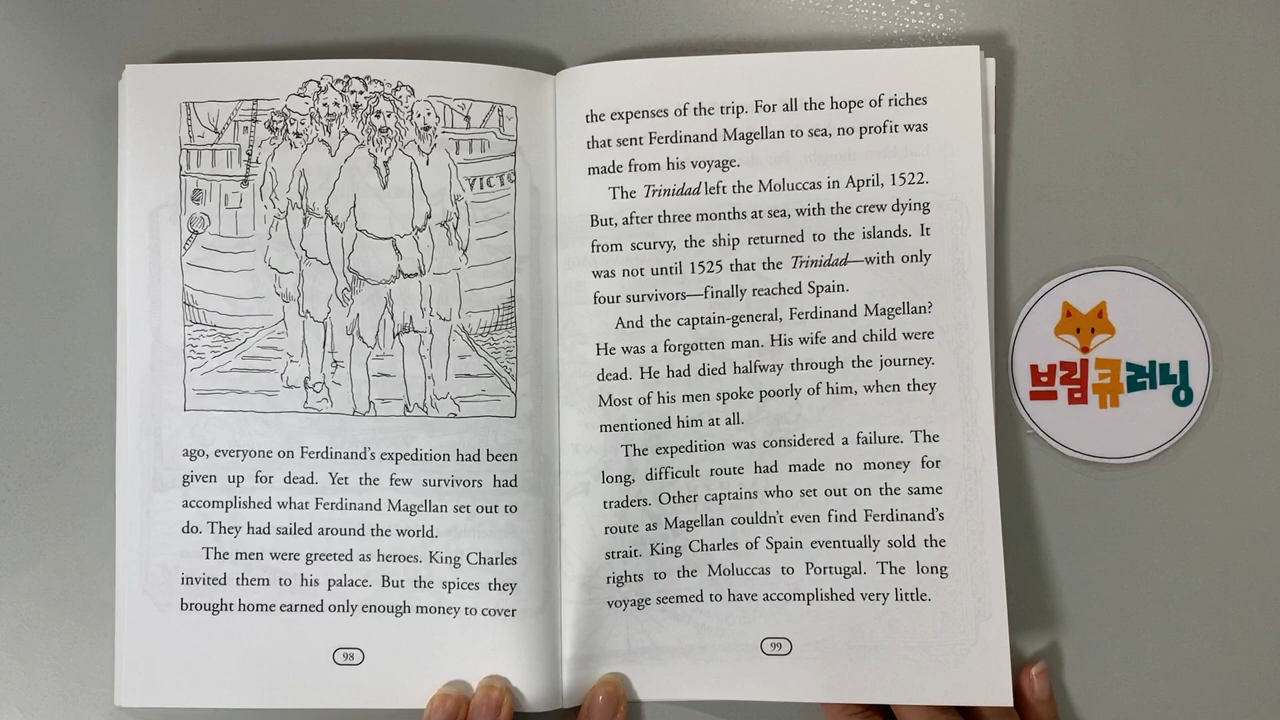 VICTO
ago, everyone on Ferdinand's expedition had been
given up for dead. Yet the few survivors had
accomplished what Ferdinand Magellan set out to
do. They had sailed around the world.
The men were greeted as heroes. King Charles
invited them to his palace. But the spices they
brought home earned only enough money to cover
98
the expenses of the trip. For all the hope of riches
that sent Ferdinand Magellan to sea, no profit was
made from his voyage.
The Trinidad left the Moluccas in April, 1522.
But, after three months at sea, with the crew dying
from scurvy, the ship returned to the islands. It
was not until 1525 that the Trinidad—with only
four survivors—finally reached Spain.
And the captain-general, Ferdinand Magellan?
He was a forgotten man. His wife and child were
dead. He had died halfway through the journey.
Most of his men spoke poorly of him, when they
mentioned him at all.
The expedition was considered a failure. The
long, difficult route had made no money for
traders. Other captains who set out on the same
route as Magellan couldn't even find Ferdinand's
strait. King Charles of Spain eventually sold the
rights to the Moluccas to Portugal. The long
voyage seemed to have accomplished very little.
99
브림큐러닝